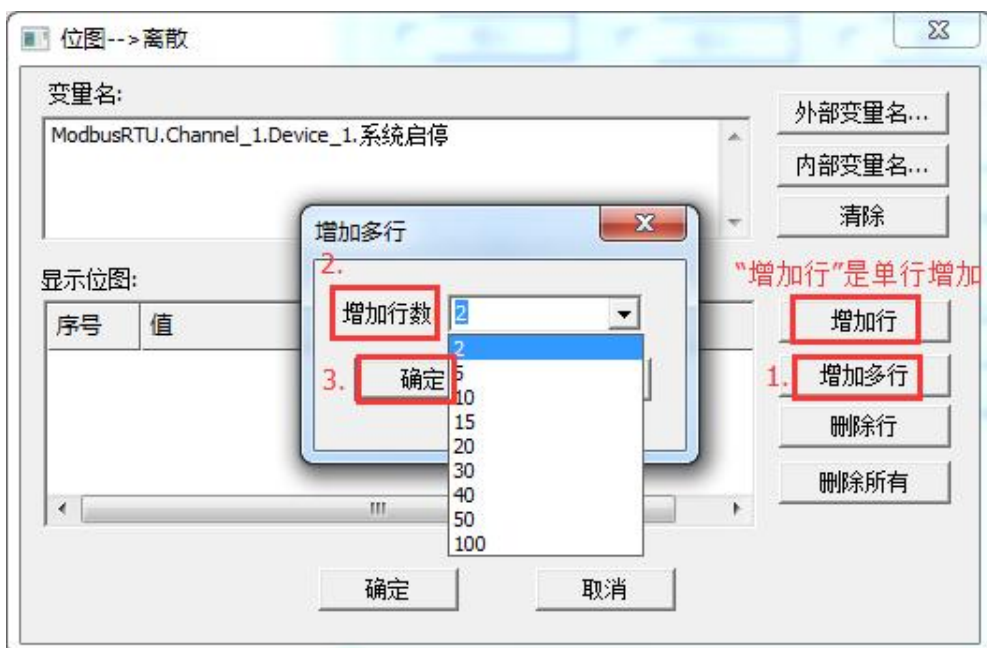 位图-->离散
变量名:
ModbusRTU.Channel_1.Device_1.系统启停
外部变量名...
内部变量名...
清除
增加多行
2.
增加行数
2
2
5
10
15
20
30
40
50
100
3.
确定
显示位图:
序号
值
“增加行”是单行增加
增加行
1.
增加多行
删除行
删除所有
确定
取消